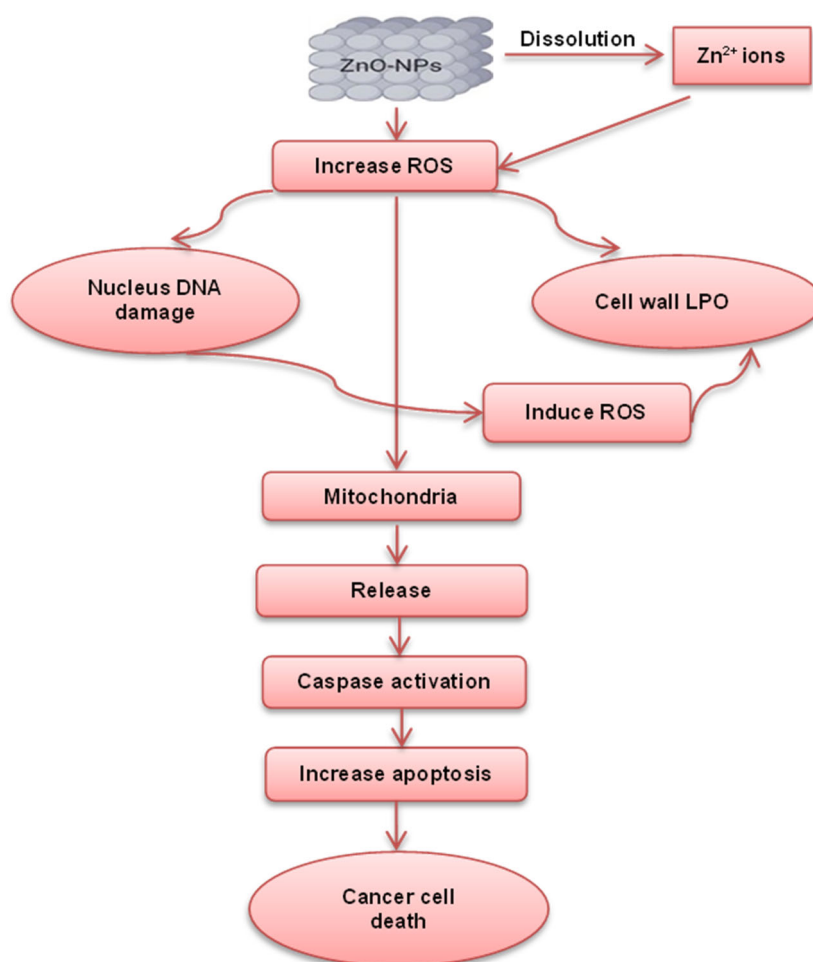 Dissolution
ZnO-NPs
Zn²⁺ ions
Increase ROS
Nucleus DNA
damage
Cell wall LPO
Induce ROS
Mitochondria
Release
Caspase activation
Increase apoptosis
Cancer cell
death